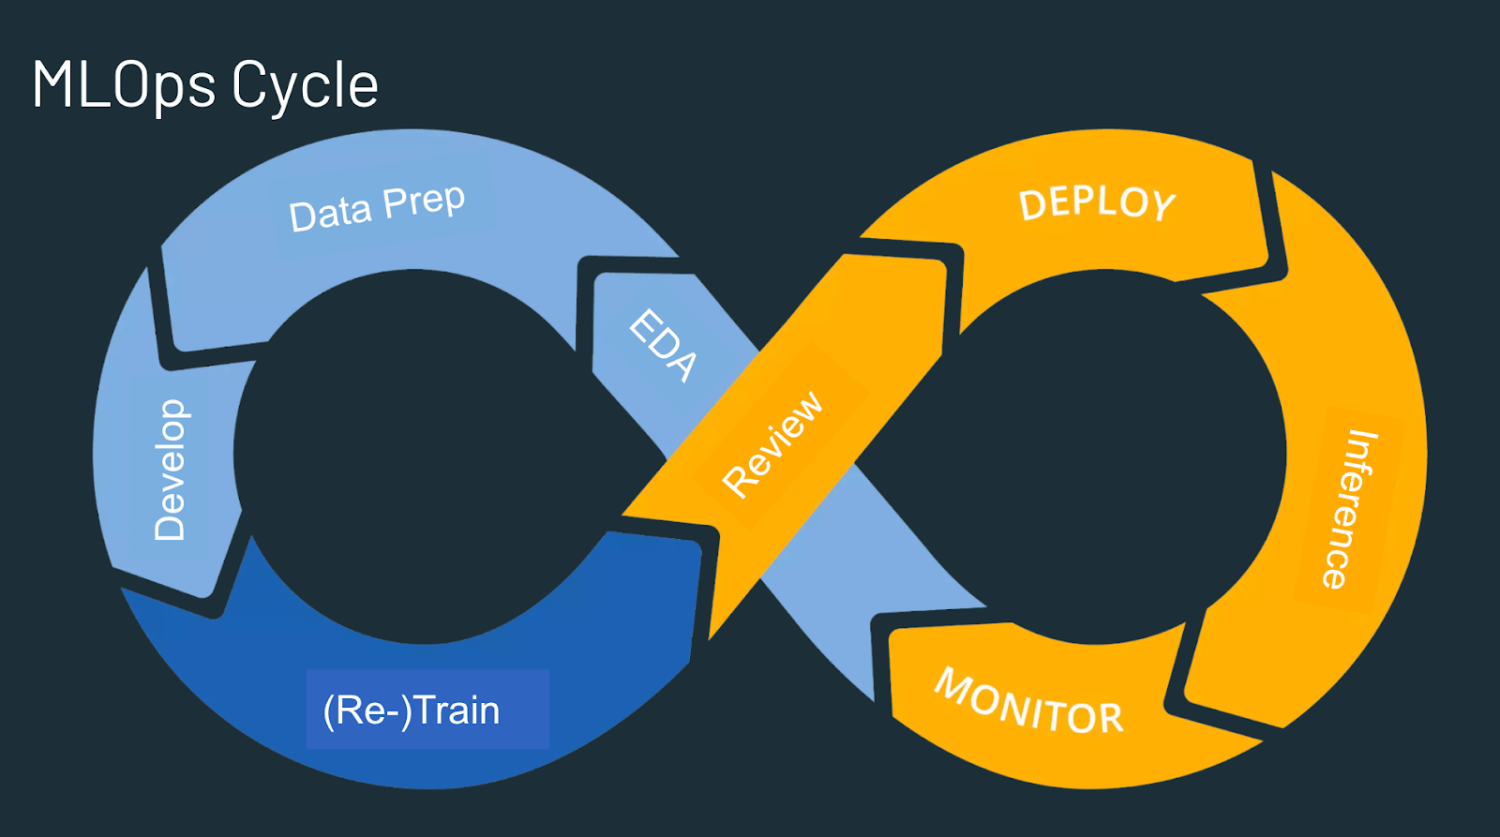 MLOps Cycle
Data Prep
DEPLOY
EDA
Review
Develop
Inference
(Re-)Train
MONITOR